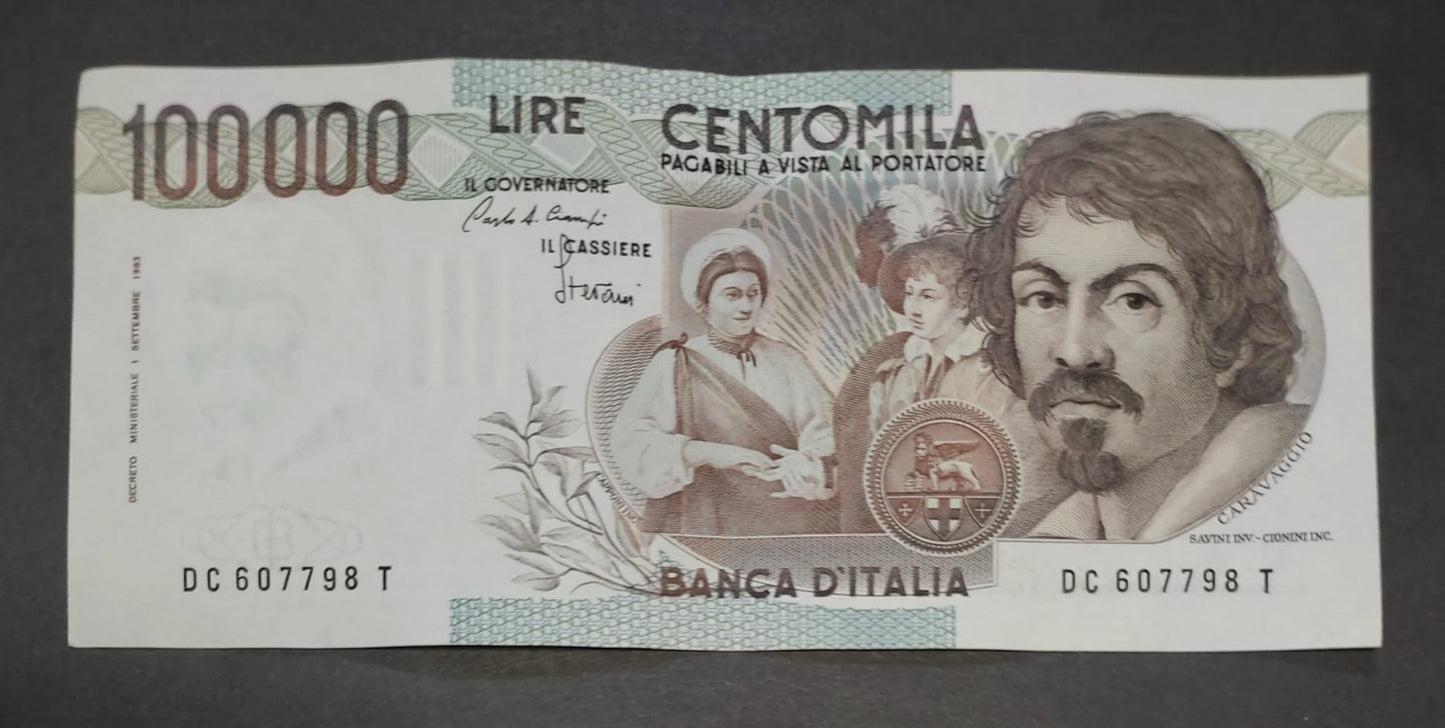 100000
LIRE CENTOMILA
PAGABILI A VISTA AL PORTATORE
IL GOVERNATORE
Carlo A. Ciampi
IL CASSIERE
Stevani
DECRETO MINISTERIALE 1 SETTEMBRE 1983
CARAVAGGIO
SAVINI INV. - CIONINI INC.
BANCA D'ITALIA
DC 607798 T
DC 607798 T